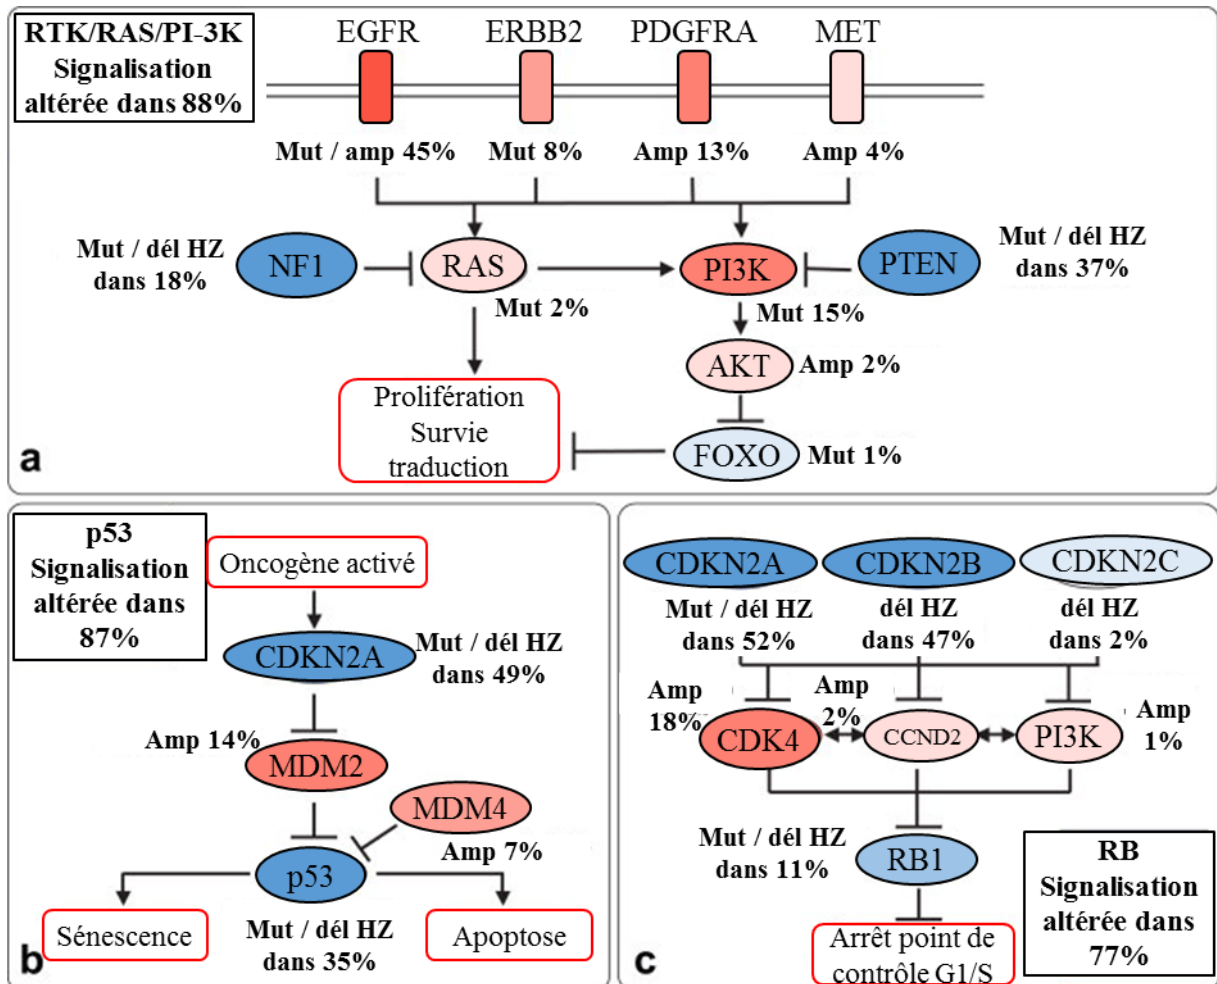 RTK/RAS/PI-3K
Signalisation
altérée dans 88%
EGFR
ERBB2
PDGFRA
MET
Mut / amp 45%
Mut 8%
Amp 13%
Amp 4%
Mut / dél HZ
dans 18%
NF1
RAS
Mut 2%
PI3K
Mut 15%
PTEN
Mut / dél HZ
dans 37%
AKT
Amp 2%
Prolifération
Survie
traduction
FOXO
Mut 1%
a
p53
Signalisation
altérée dans
87%
Oncogène activé
CDKN2A
Mut / dél HZ
dans 49%
Amp 14%
MDM2
MDM4
Amp 7%
p53
Sénescence
Mut / dél HZ
dans 35%
Apoptose
b
CDKN2A
CDKN2B
CDKN2C
Mut / dél HZ
dans 52%
dél HZ
dans 47%
dél HZ
dans 2%
Amp
18%
CDK4
Amp
2%
CCND2
PI3K
Amp
1%
Mut / dél HZ
dans 11%
RB1
RB
Signalisation
altérée dans
77%
Arrêt point de
contrôle G1/S
c